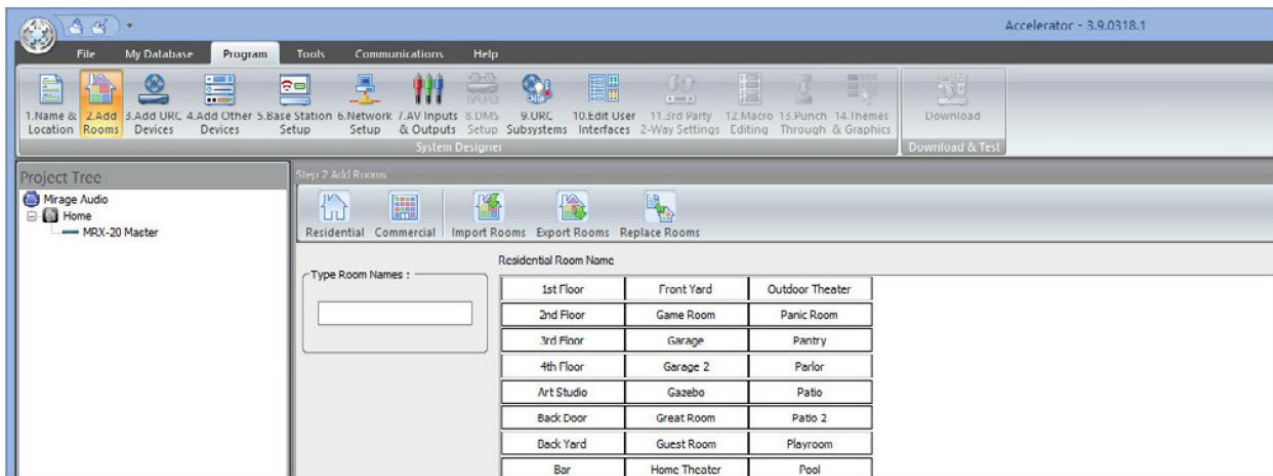 Accelerator - 3.9.0318.1
File My Database Program Tools Communications Help
1.Name & Location 2.Add Rooms 3.Add URC Devices 4.Add Other Devices 5.Base Station Setup 6.Network Setup 7.AV Inputs & Outputs 8.DMS Setup 9.URC Subsystems 10.Edit User Interfaces 11.3rd Party 2-Way Settings 12.Macro Editing 13.Punch Through 14.Themes & Graphics Download
System Designer Download & Test
Project Tree
Mirage Audio
Home
MRX-20 Master
Step 2 Add Rooms
Residential Commercial Import Rooms Export Rooms Replace Rooms
Type Room Names :
Residential Room Name
1st Floor Front Yard Outdoor Theater
2nd Floor Game Room Panic Room
3rd Floor Garage Pantry
4th Floor Garage 2 Parlor
Art Studio Gazebo Patio
Back Door Great Room Patio 2
Back Yard Guest Room Playroom
Bar Home Theater Pool